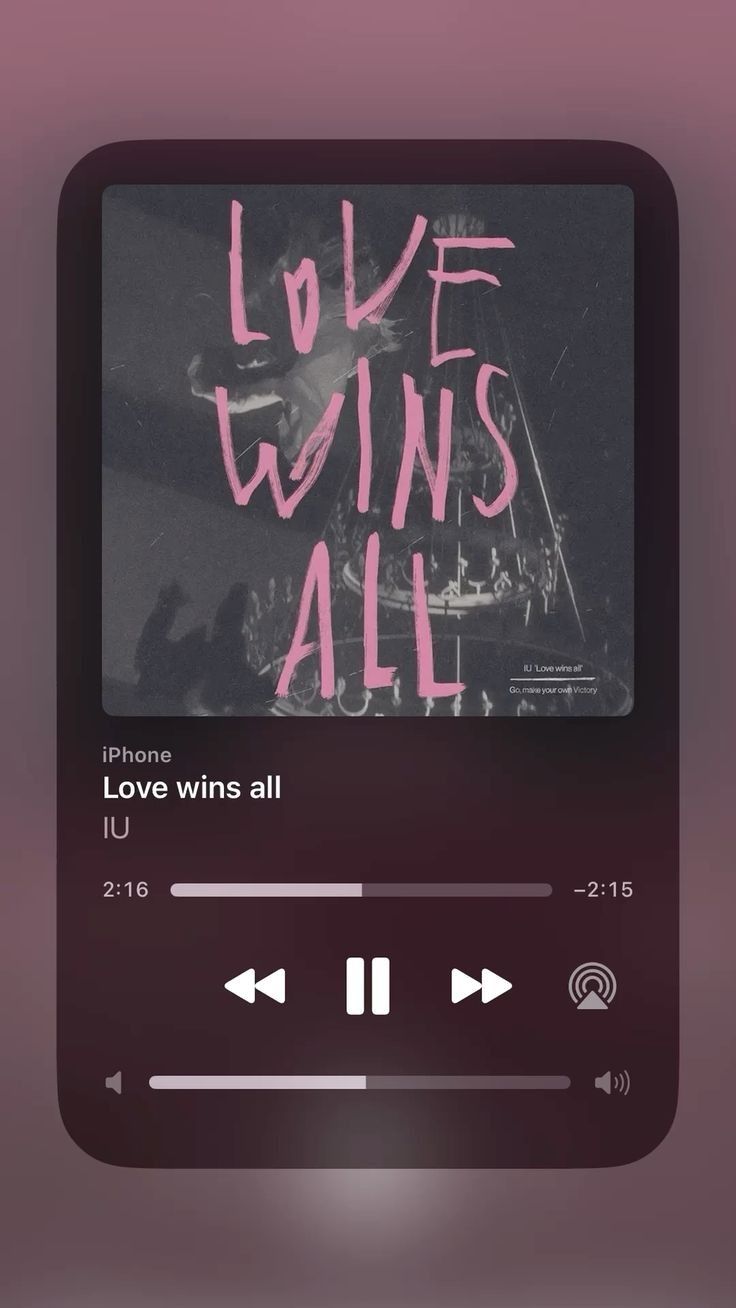 LOVE
WINS
ALL
IU 'Love wins all'
Go, make your own Victory
iPhone
Love wins all
IU
2:16
−2:15